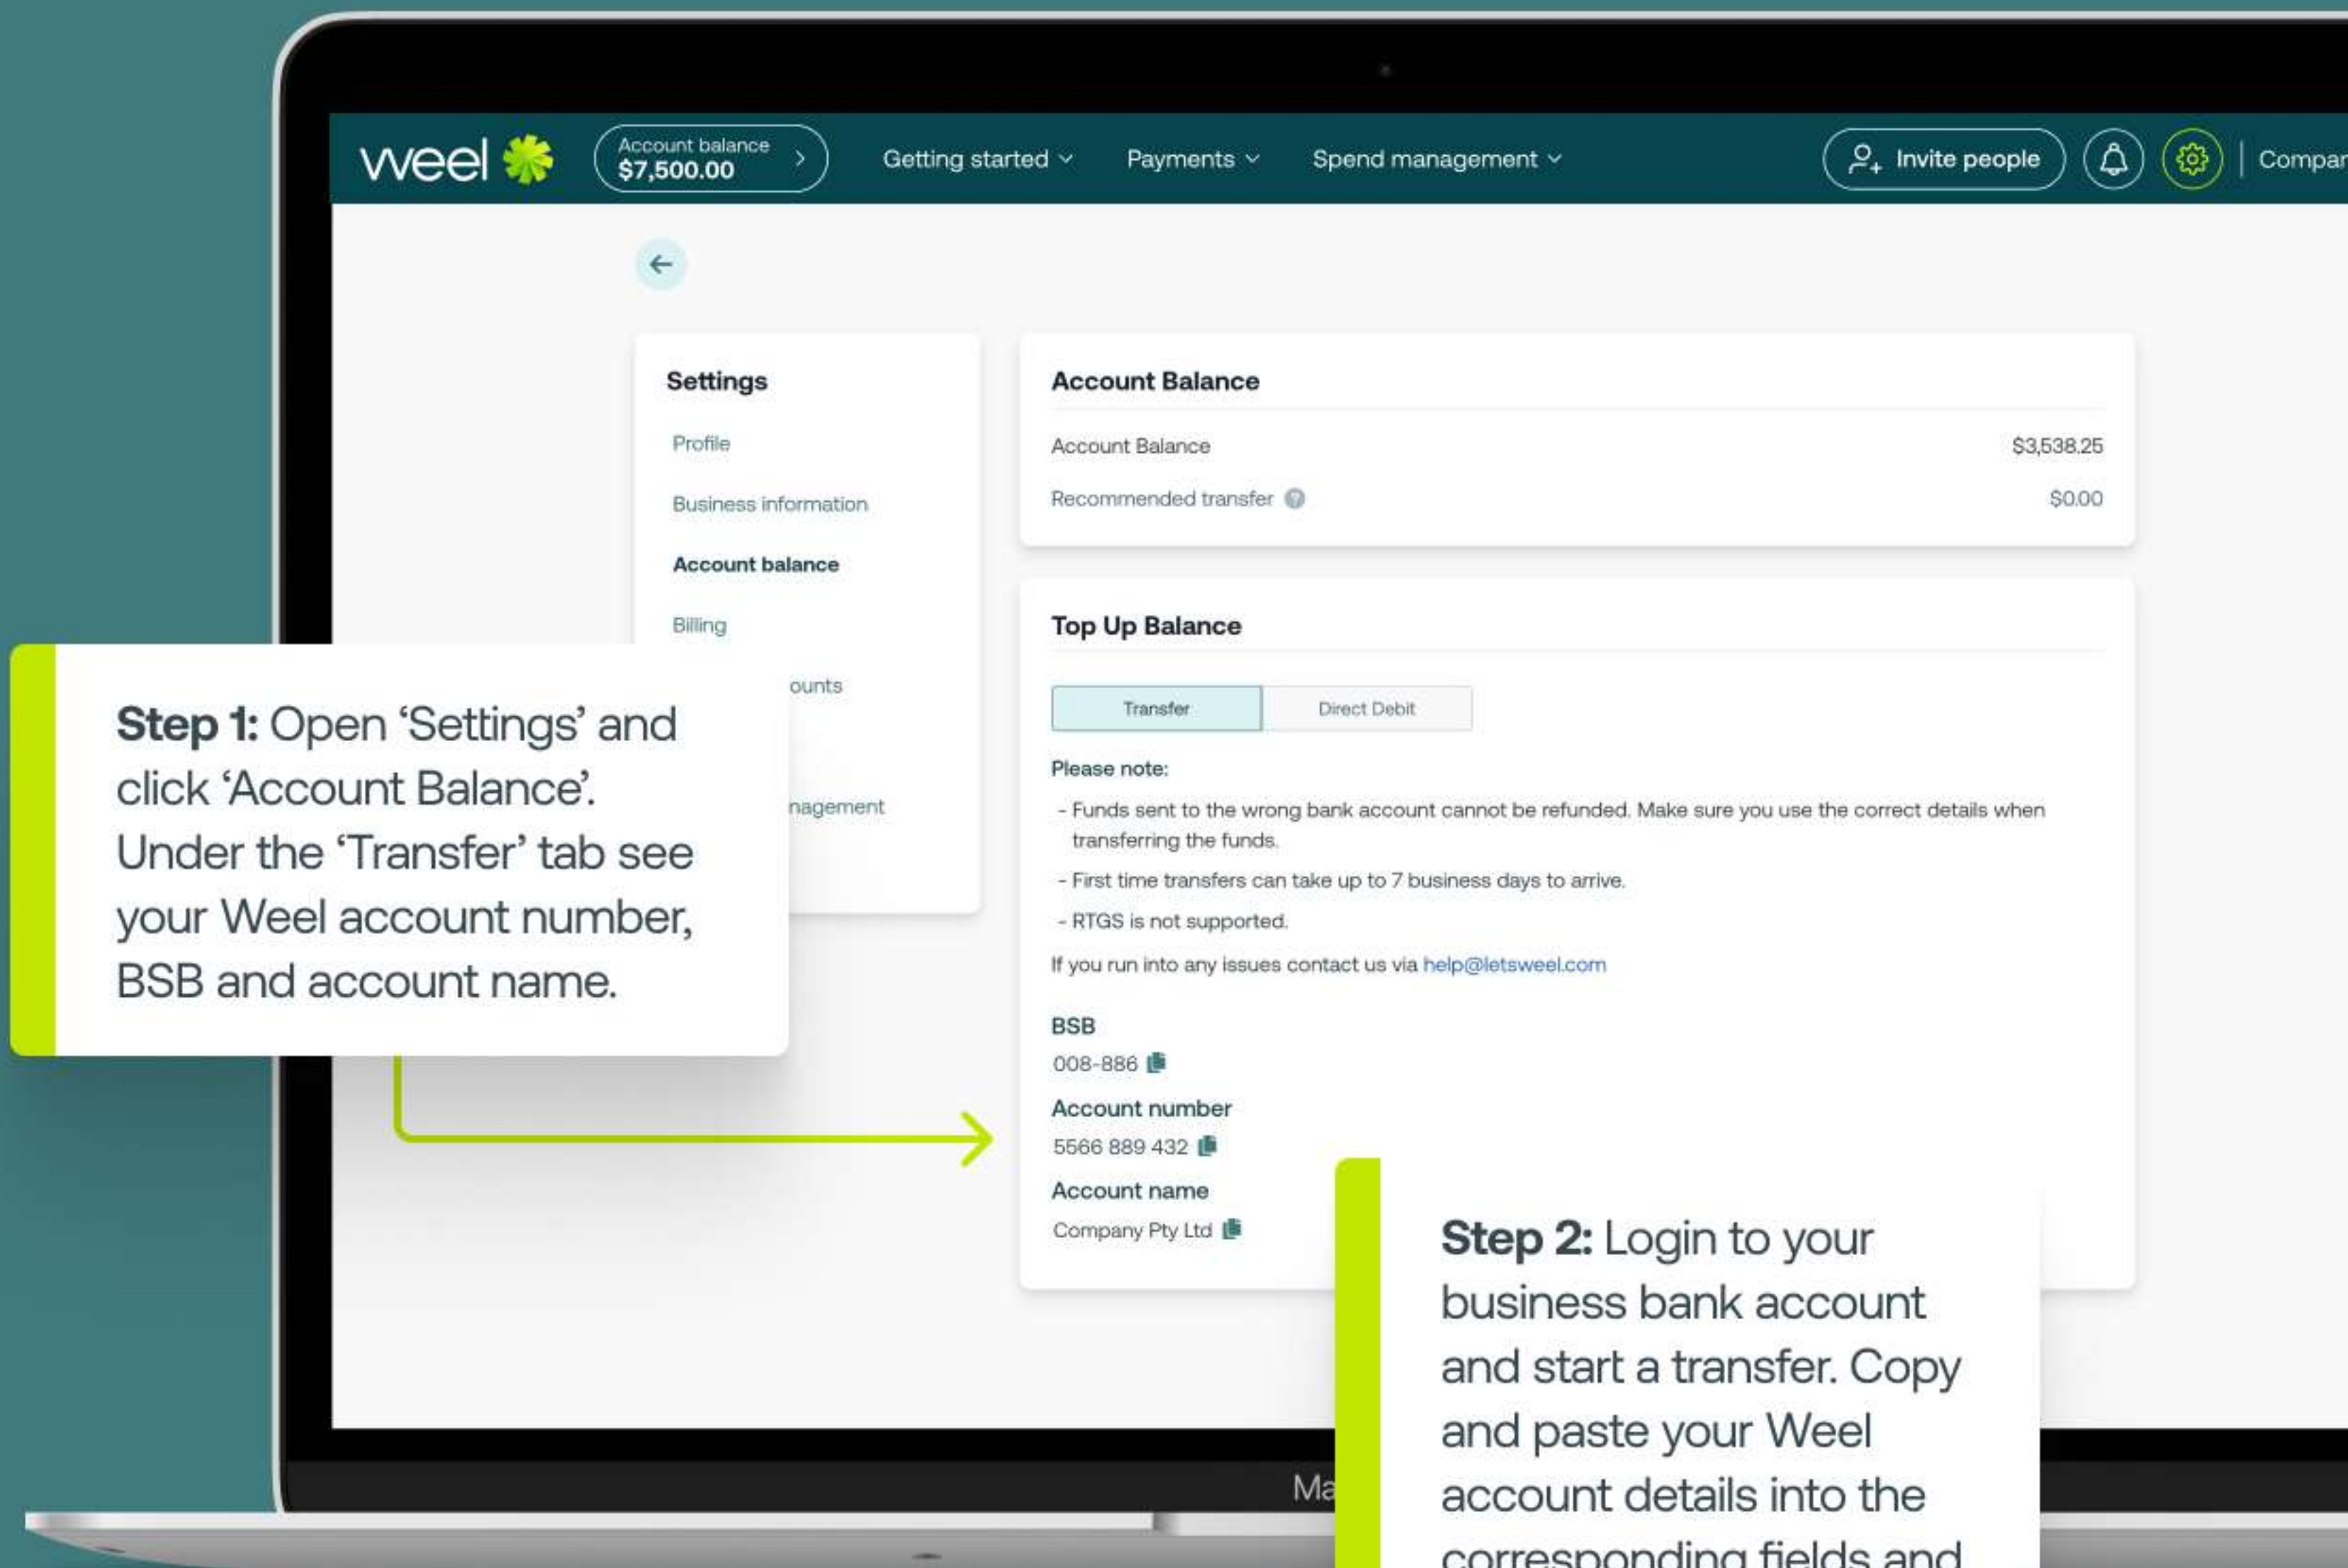 weel
Account balance
$7,500.00
Getting started
Payments
Spend management
Invite people
Settings
Profile
Business information
Account balance
Billing
Account Balance
Account Balance $3,538.25
Recommended transfer $0.00
Top Up Balance
Transfer Direct Debit
Please note:
- Funds sent to the wrong bank account cannot be refunded. Make sure you use the correct details when
transferring the funds.
- First time transfers can take up to 7 business days to arrive.
- RTGS is not supported.
If you run into any issues contact us via help@letsweel.com
BSB
008-886
Account number
5566 889 432
Account name
Company Pty Ltd
Step 1: Open ‘Settings’ and
click ‘Account Balance’.
Under the ‘Transfer’ tab see
your Weel account number,
BSB and account name.
Step 2: Login to your
business bank account
and start a transfer. Copy
and paste your Weel
account details into the
corresponding fields and